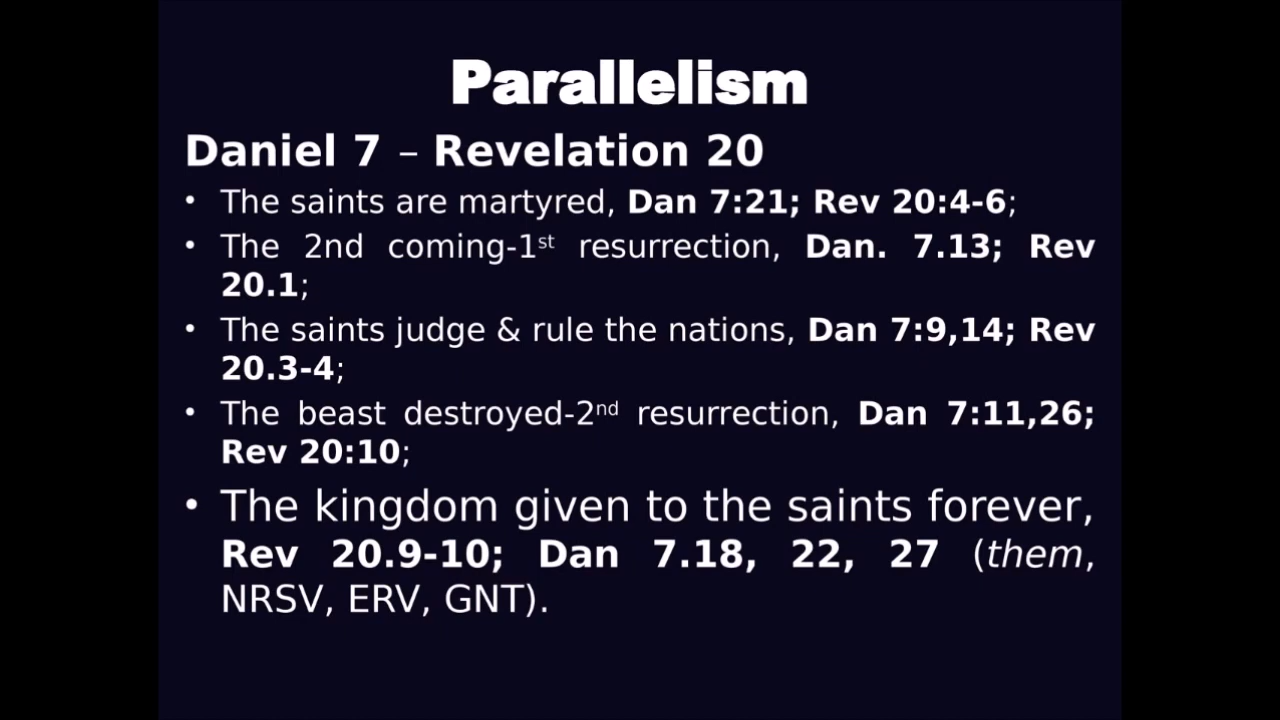 Parallelism
Daniel 7 – Revelation 20
• The saints are martyred, Dan 7:21; Rev 20:4-6;
• The 2nd coming-1st resurrection, Dan. 7.13; Rev
20.1;
• The saints judge & rule the nations, Dan 7:9,14; Rev
20.3-4;
• The beast destroyed-2nd resurrection, Dan 7:11,26;
Rev 20:10;
• The kingdom given to the saints forever,
Rev 20.9-10; Dan 7.18, 22, 27 (them,
NRSV, ERV, GNT).